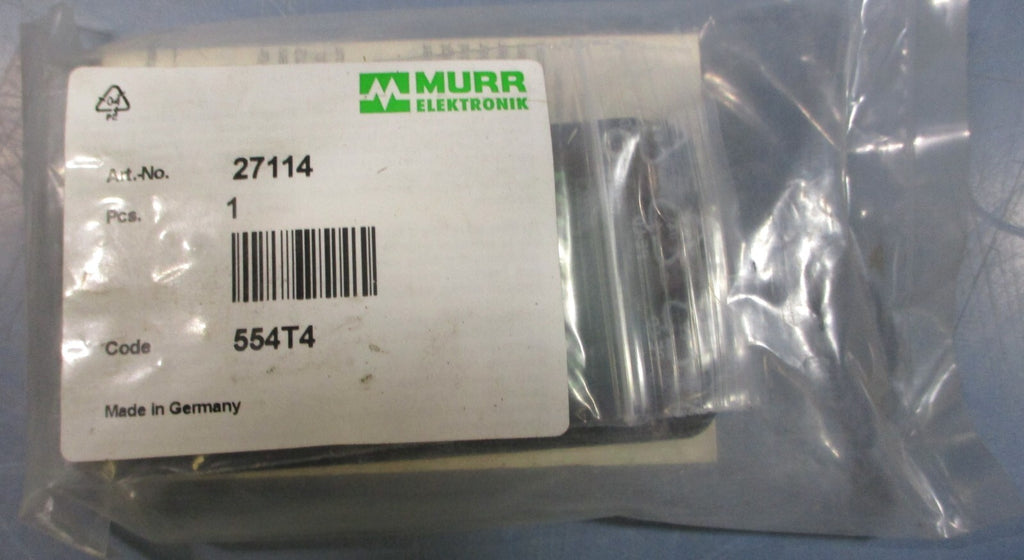 MURR
ELEKTRONIK
Art.-No. 27114
Pcs. 1
Code 554T4
Made in Germany